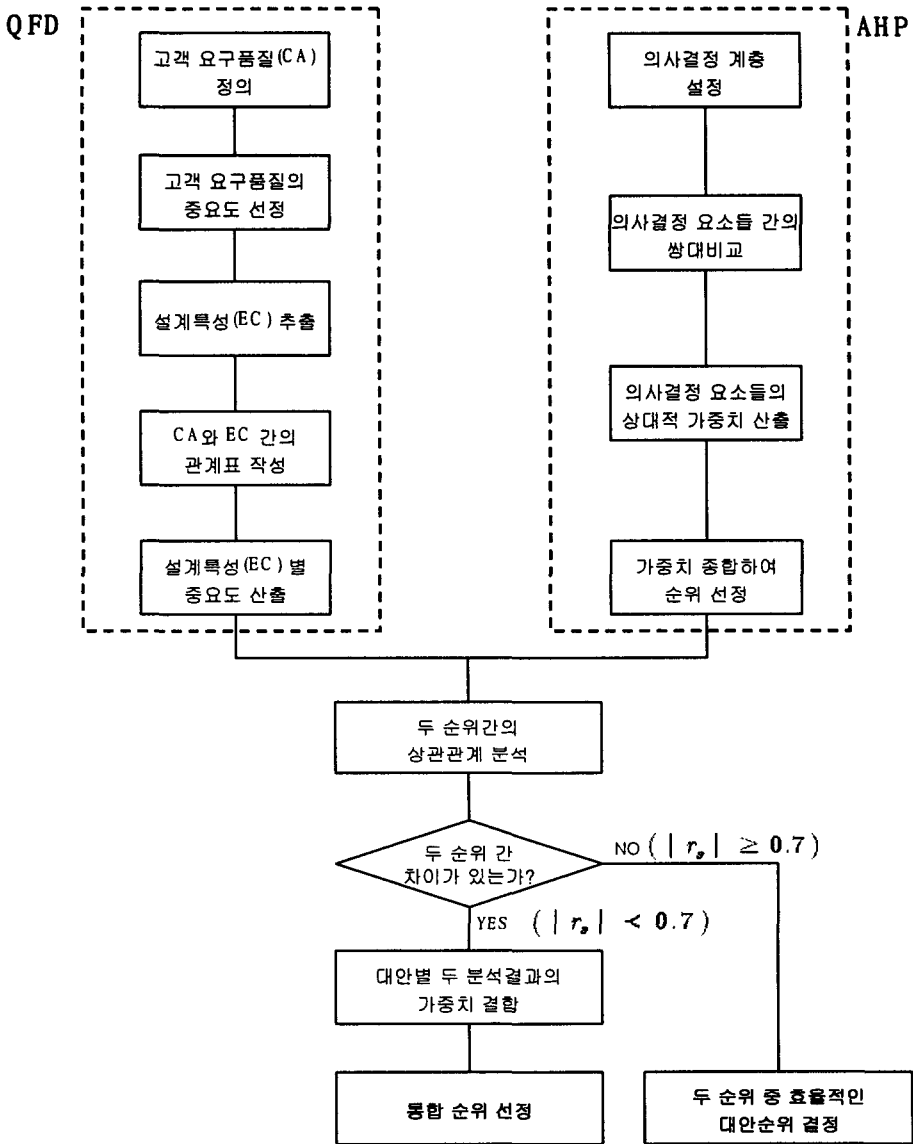 QFD
고객 요구품질(CA)
정의
고객 요구품질의
중요도 선정
설계특성(EC) 추출
CA와 EC 간의
관계표 작성
설계특성(EC) 별
중요도 산출
AHP
의사결정 계층
설정
의사결정 요소들 간의
쌍대비교
의사결정 요소들의
상대적 가중치 산출
가중치 종합하여
순위 선정
두 순위간의
상관관계 분석
두 순위 간
차이가 있는가?
NO (| r_s | ≥ 0.7)
YES (| r_s | < 0.7)
대안별 두 분석결과의
가중치 결합
통합 순위 선정
두 순위 중 효율적인
대안순위 결정